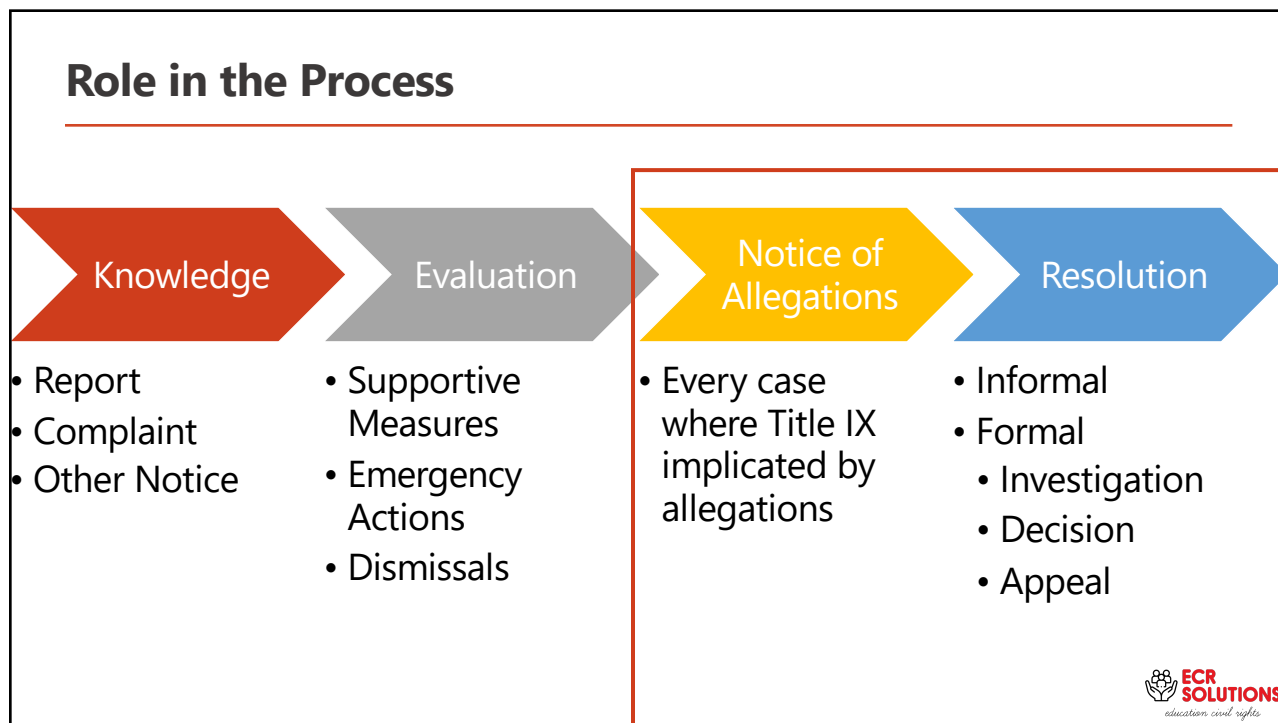 Role in the Process
Knowledge
• Report
• Complaint
• Other Notice
Evaluation
• Supportive
Measures
• Emergency
Actions
• Dismissals
Notice of
Allegations
• Every case
where Title IX
implicated by
allegations
Resolution
• Informal
• Formal
• Investigation
• Decision
• Appeal
ECR
SOLUTIONS
education civil rights